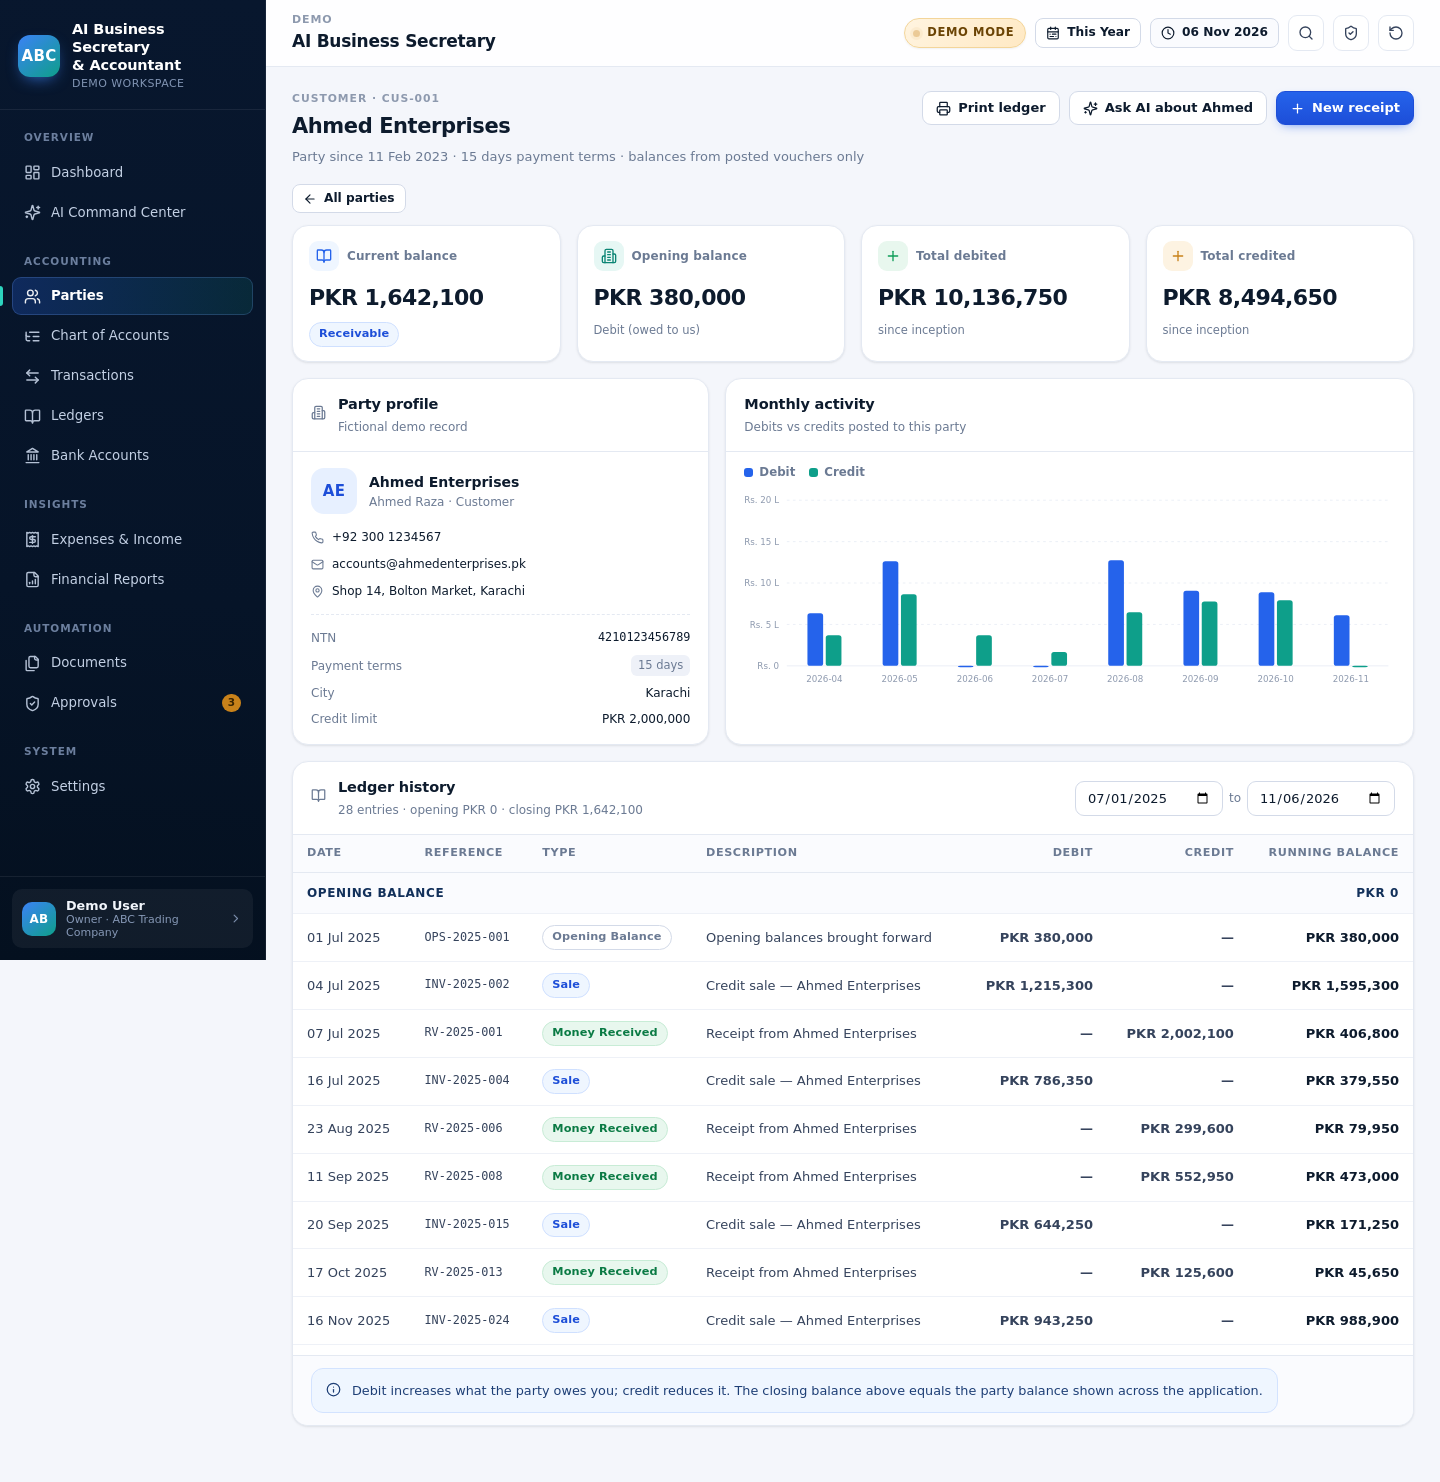 ABC
AI Business
Secretary
& Accountant
DEMO WORKSPACE
OVERVIEW
Dashboard
AI Command Center
ACCOUNTING
Parties
Chart of Accounts
Transactions
Ledgers
Bank Accounts
INSIGHTS
Expenses & Income
Financial Reports
AUTOMATION
Documents
Approvals 3
SYSTEM
Settings
AB
Demo User
Owner · ABC Trading
Company
DEMO
AI Business Secretary
DEMO MODE
This Year
06 Nov 2026
CUSTOMER · CUS-001
Ahmed Enterprises
Party since 11 Feb 2023 · 15 days payment terms · balances from posted vouchers only
Print ledger
Ask AI about Ahmed
New receipt
All parties
Current balance
PKR 1,642,100
Receivable
Opening balance
PKR 380,000
Debit (owed to us)
Total debited
PKR 10,136,750
since inception
Total credited
PKR 8,494,650
since inception
Party profile
Fictional demo record
AE
Ahmed Enterprises
Ahmed Raza · Customer
+92 300 1234567
accounts@ahmedenterprises.pk
Shop 14, Bolton Market, Karachi
NTN 4210123456789
Payment terms 15 days
City Karachi
Credit limit PKR 2,000,000
Monthly activity
Debits vs credits posted to this party
Debit Credit
Rs. 20 L
Rs. 15 L
Rs. 10 L
Rs. 5 L
Rs. 0
2026-04 2026-05 2026-06 2026-07 2026-08 2026-09 2026-10 2026-11
Ledger history
28 entries · opening PKR 0 · closing PKR 1,642,100
07/01/2025 to 11/06/2026
DATE REFERENCE TYPE DESCRIPTION DEBIT CREDIT RUNNING BALANCE
OPENING BALANCE PKR 0
01 Jul 2025 OPS-2025-001 Opening Balance Opening balances brought forward PKR 380,000 — PKR 380,000
04 Jul 2025 INV-2025-002 Sale Credit sale — Ahmed Enterprises PKR 1,215,300 — PKR 1,595,300
07 Jul 2025 RV-2025-001 Money Received Receipt from Ahmed Enterprises — PKR 2,002,100 PKR 406,800
16 Jul 2025 INV-2025-004 Sale Credit sale — Ahmed Enterprises PKR 786,350 — PKR 379,550
23 Aug 2025 RV-2025-006 Money Received Receipt from Ahmed Enterprises — PKR 299,600 PKR 79,950
11 Sep 2025 RV-2025-008 Money Received Receipt from Ahmed Enterprises — PKR 552,950 PKR 473,000
20 Sep 2025 INV-2025-015 Sale Credit sale — Ahmed Enterprises PKR 644,250 — PKR 171,250
17 Oct 2025 RV-2025-013 Money Received Receipt from Ahmed Enterprises — PKR 125,600 PKR 45,650
16 Nov 2025 INV-2025-024 Sale Credit sale — Ahmed Enterprises PKR 943,250 — PKR 988,900
Debit increases what the party owes you; credit reduces it. The closing balance above equals the party balance shown across the application.